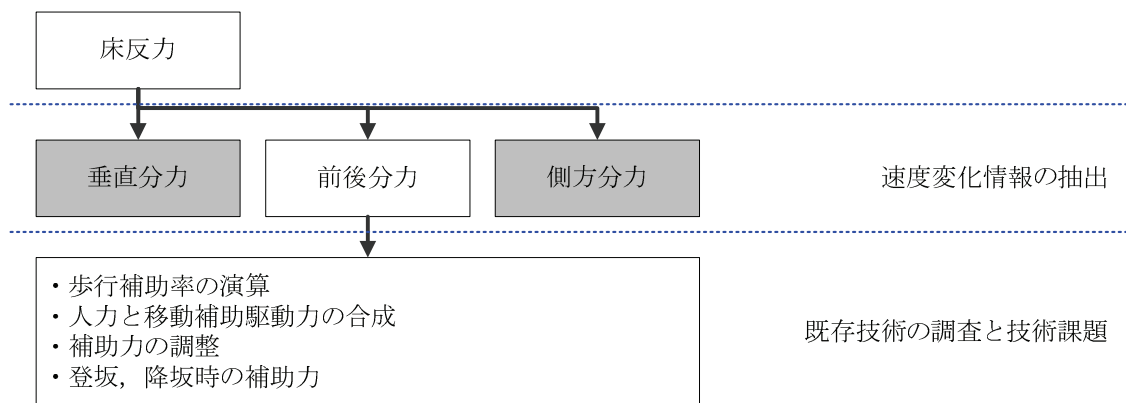 床反力
垂直分力
前後分力
側方分力
速度変化情報の抽出
・歩行補助率の演算
・人力と移動補助駆動力の合成
・補助力の調整
・登坂，降坂時の補助力
既存技術の調査と技術課題